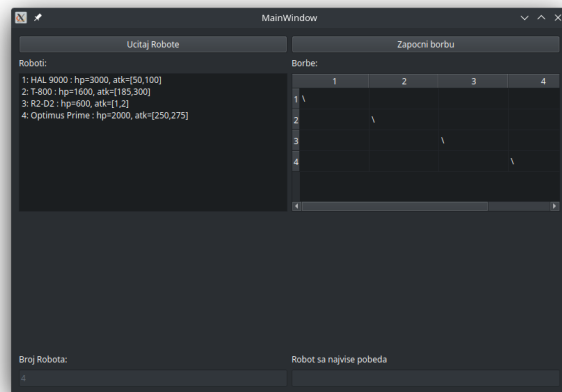 MainWindow
Ucitaj Robote
Zapocni borbu
Roboti:
Borbe:
1: HAL 9000 : hp=3000, atk=[50,100]
2: T-800 : hp=1600, atk=[185,300]
3: R2-D2 : hp=600, atk=[1,2]
4: Optimus Prime : hp=2000, atk=[250,275]
1 2 3 4
1 \
2 \
3 \
4 \
Broj Robota:
Robot sa najvise pobeda
4